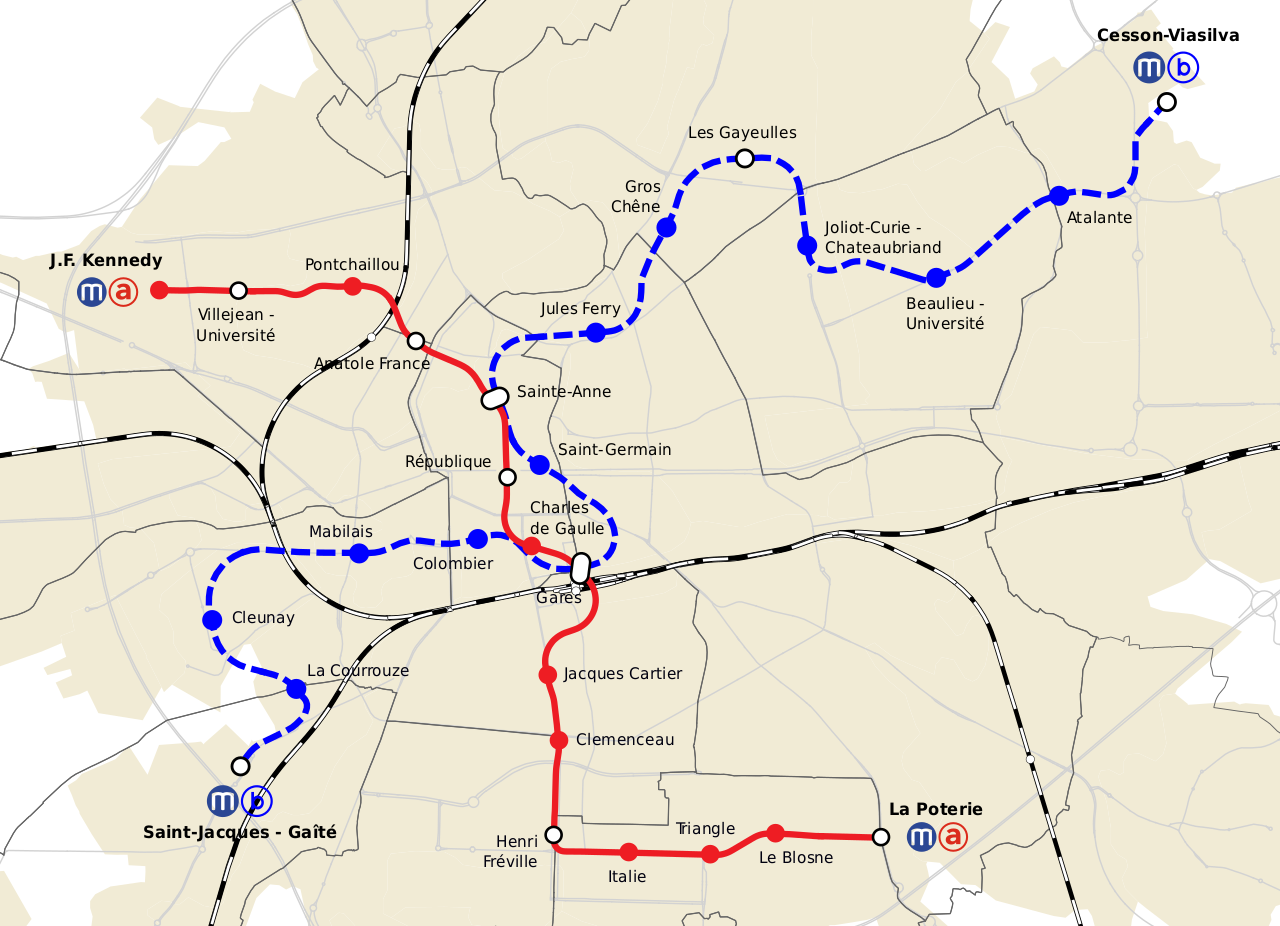 Cesson-Viasilva
m b
Les Gayeulles
Gros
Chêne
Atalante
Joliot-Curie -
Chateaubriand
J.F. Kennedy
m a
Pontchaillou
Villejean -
Université
Jules Ferry
Beaulieu -
Université
Anatole France
Sainte-Anne
Saint-Germain
République
Charles
de Gaulle
Mabilais
Colombier
Gares
Cleunay
La Courrouze
Jacques Cartier
Clemenceau
m b
Saint-Jacques - Gaîté
La Poterie
m a
Henri
Fréville
Triangle
Le Blosne
Italie